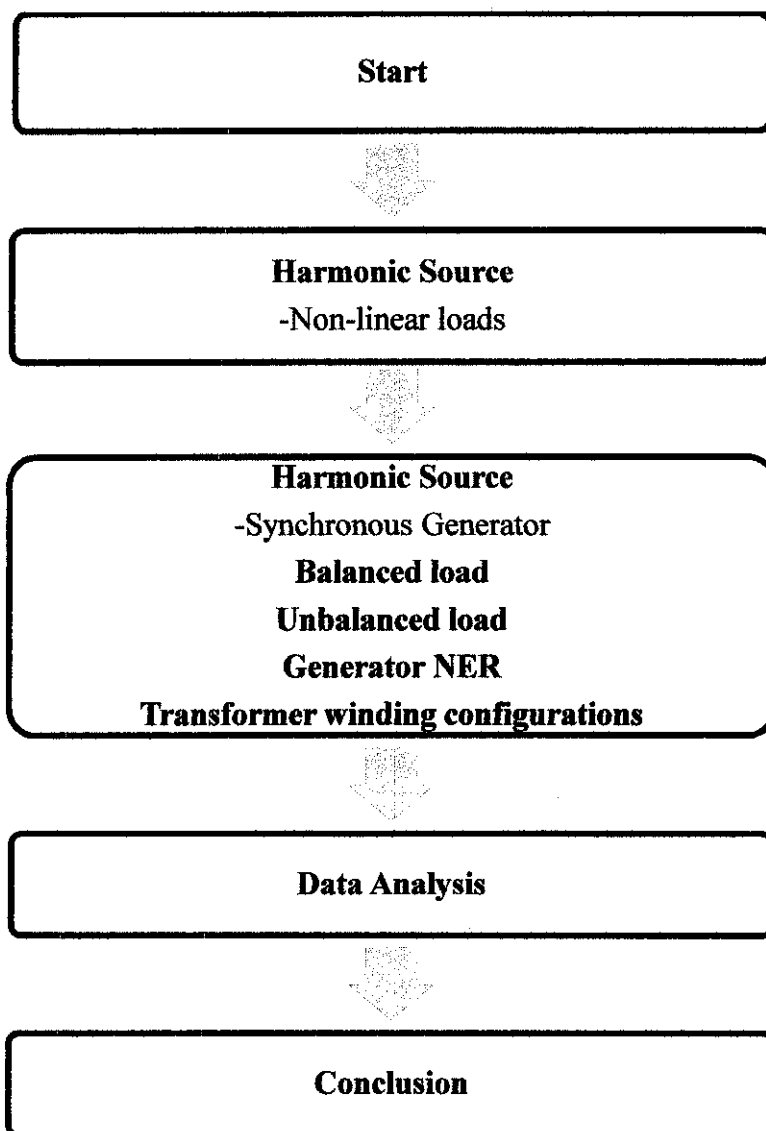 Start
Harmonic Source
-Non-linear loads
Harmonic Source
-Synchronous Generator
Balanced load
Unbalanced load
Generator NER
Transformer winding configurations
Data Analysis
Conclusion